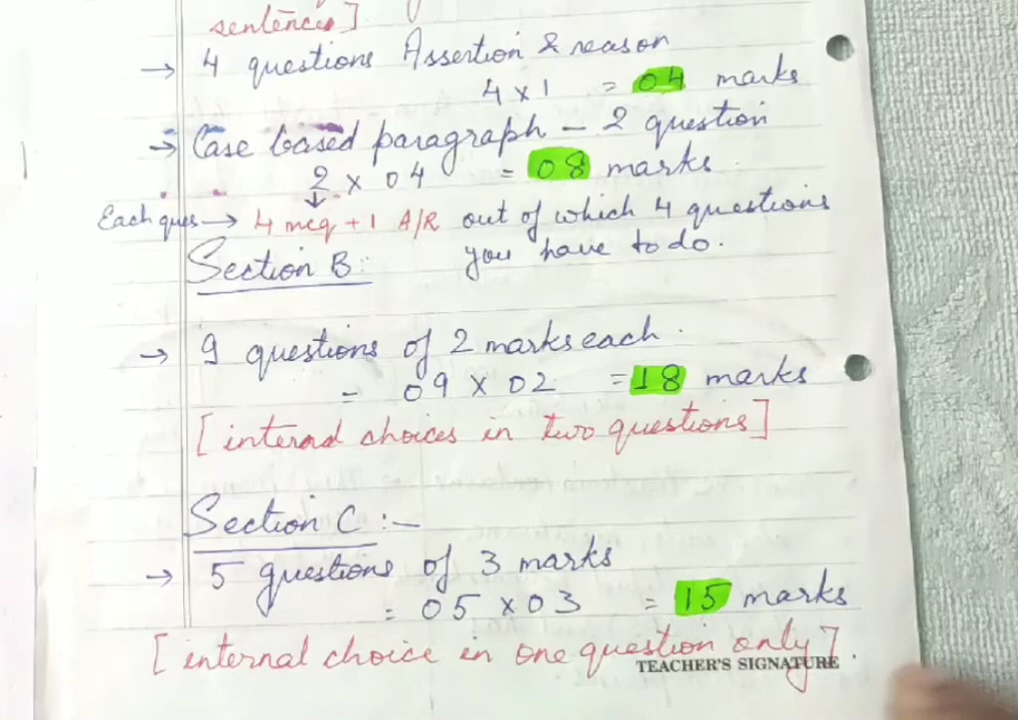 sentences]
→ 4 questions Assertion & reason
4 x 1 = 04 marks
→ Case based paragraph – 2 question
2 x 04 = 08 marks.
Each ques → 4 mcq + 1 A/R out of which 4 questions
you have to do.
Section B:
→ 9 questions of 2 marks each.
= 09 x 02 = 18 marks
[internal choices in two questions]
Section C :–
→ 5 questions of 3 marks
= 05 x 03 = 15 marks
[internal choice in one question only].
TEACHER'S SIGNATURE